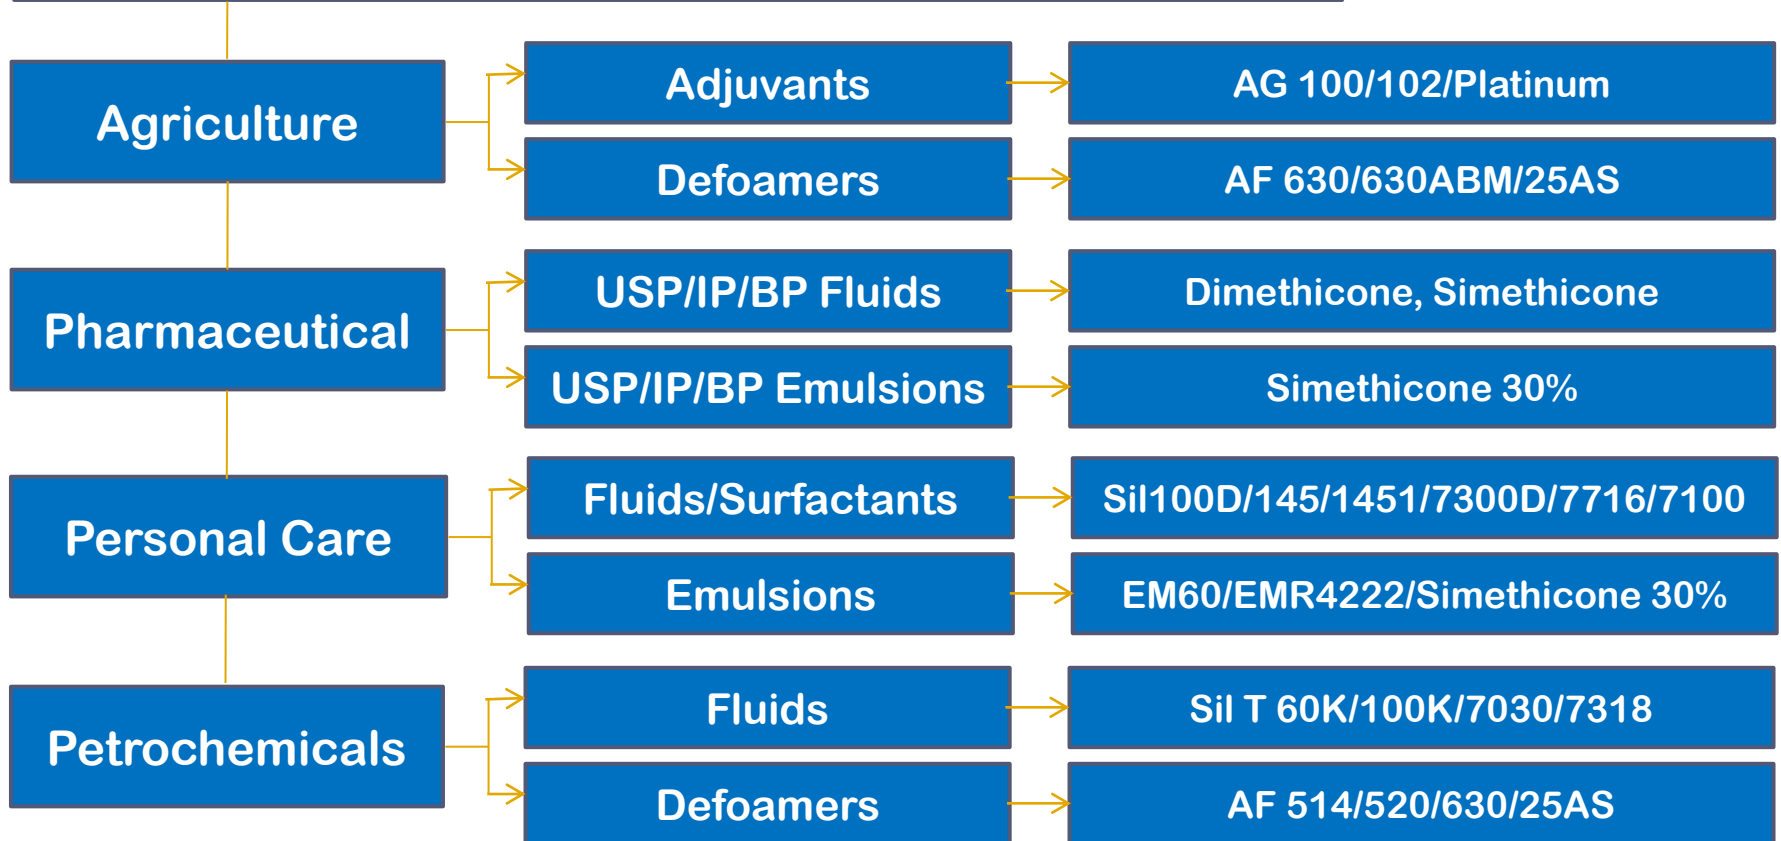 Agriculture
Adjuvants
AG 100/102/Platinum
Defoamers
AF 630/630ABM/25AS
Pharmaceutical
USP/IP/BP Fluids
Dimethicone, Simethicone
USP/IP/BP Emulsions
Simethicone 30%
Personal Care
Fluids/Surfactants
Sil100D/145/1451/7300D/7716/7100
Emulsions
EM60/EMR4222/Simethicone 30%
Petrochemicals
Fluids
Sil T 60K/100K/7030/7318
Defoamers
AF 514/520/630/25AS